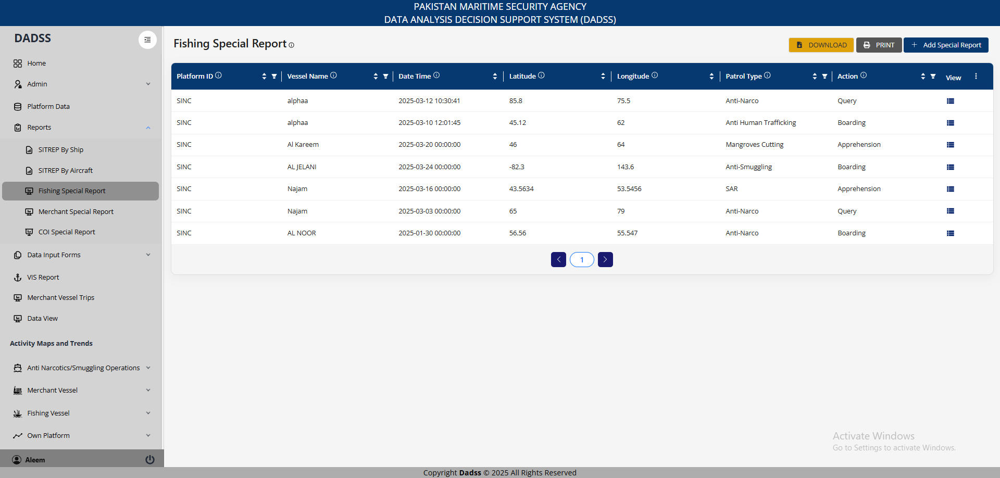 PAKISTAN MARITIME SECURITY AGENCY
DATA ANALYSIS DECISION SUPPORT SYSTEM (DADSS)
DADSS
Home
Admin
Platform Data
Reports
SITREP By Ship
SITREP By Aircraft
Fishing Special Report
Merchant Special Report
COI Special Report
Data Input Forms
VIS Report
Merchant Vessel Trips
Data View
Activity Maps and Trends
Anti Narcotics/Smuggling Operations
Merchant Vessel
Fishing Vessel
Own Platform
Aleem
Fishing Special Report
DOWNLOAD PRINT + Add Special Report
Platform ID Vessel Name Date Time Latitude Longitude Patrol Type Action View
SINC alphaa 2025-03-12 10:30:41 85.8 75.5 Anti-Narco Query
SINC alphaa 2025-03-10 12:01:45 45.12 62 Anti Human Trafficking Boarding
SINC Al Kareem 2025-03-20 00:00:00 46 64 Mangroves Cutting Apprehension
SINC AL JELANI 2025-03-24 00:00:00 -82.3 143.6 Anti-Smuggling Boarding
SINC Najam 2025-03-16 00:00:00 43.5634 53.5456 SAR Apprehension
SINC Najam 2025-03-03 00:00:00 65 79 Anti-Narco Query
SINC AL NOOR 2025-01-30 00:00:00 56.56 55.547 Anti-Narco Boarding
1
Activate Windows
Go to Settings to activate Windows.
Copyright Dadss © 2025 All Rights Reserved